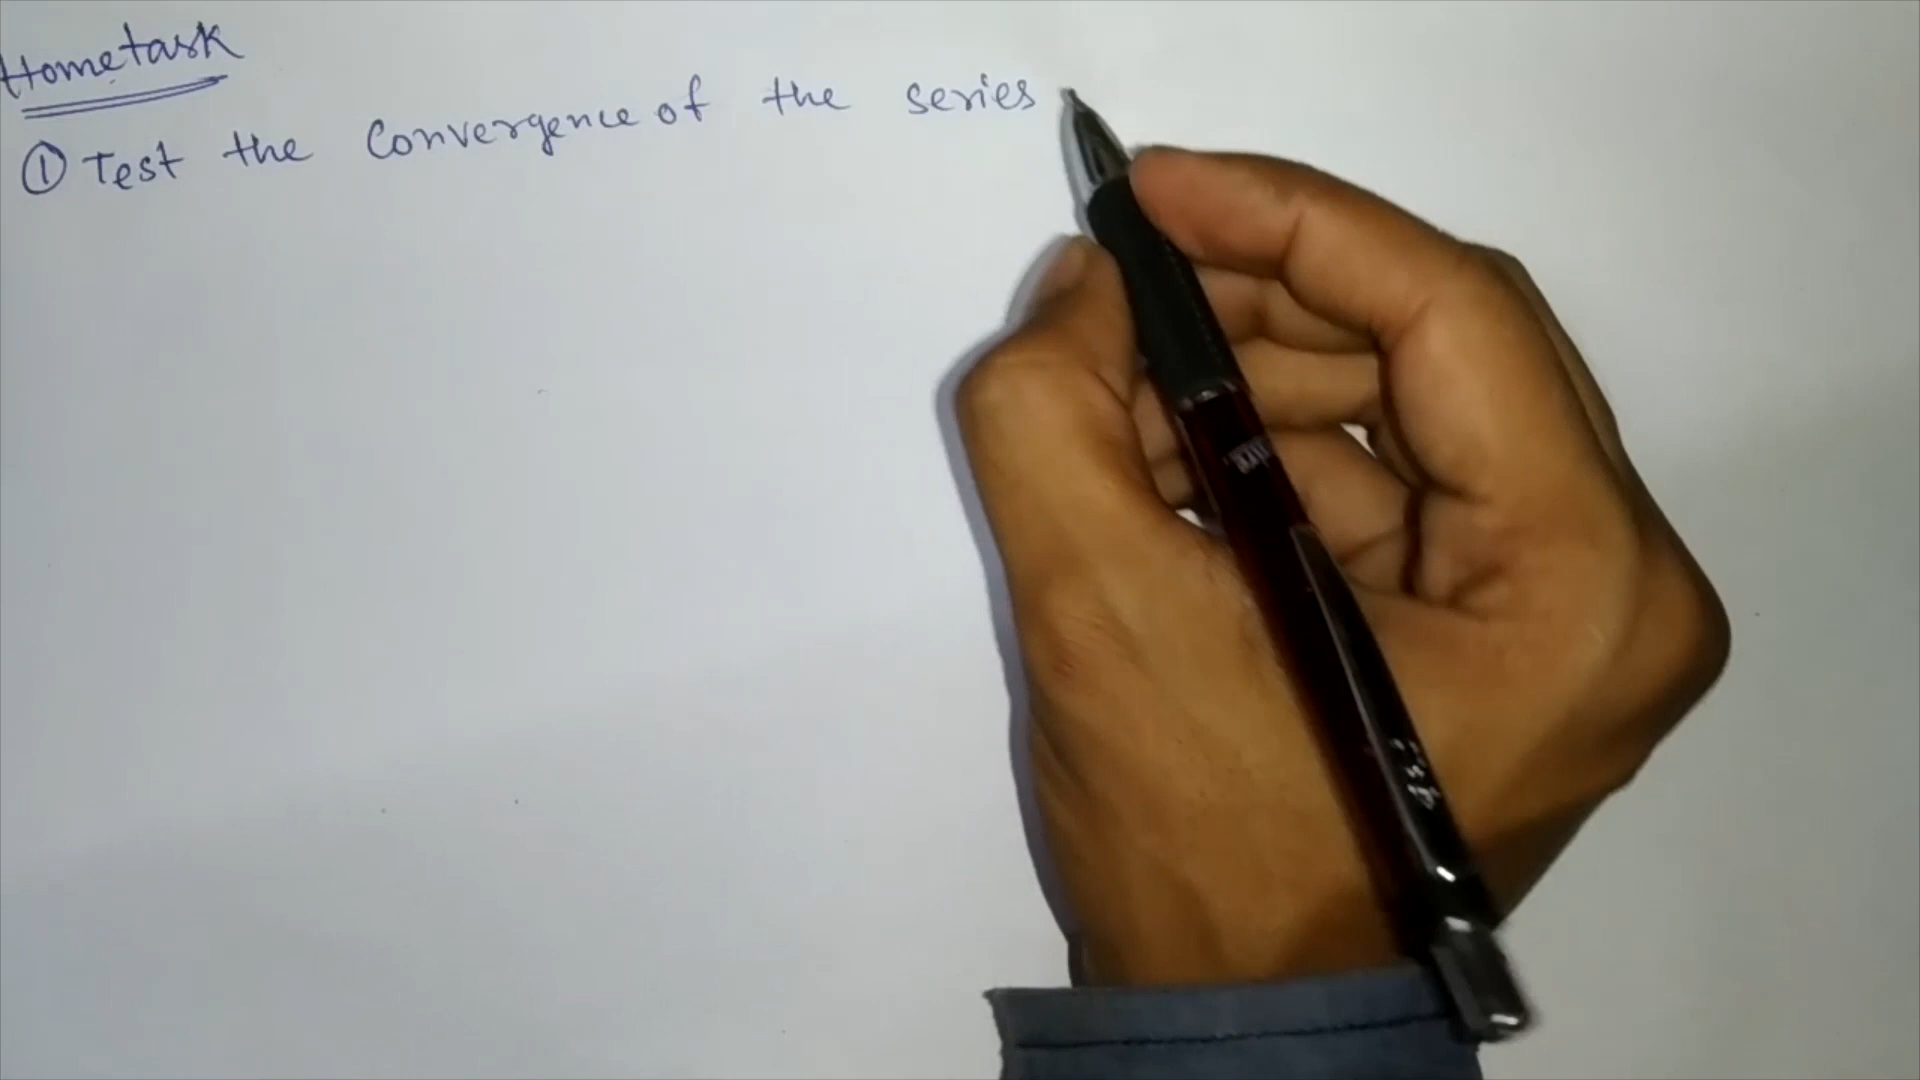 Hometask
① Test the Convergence of the series